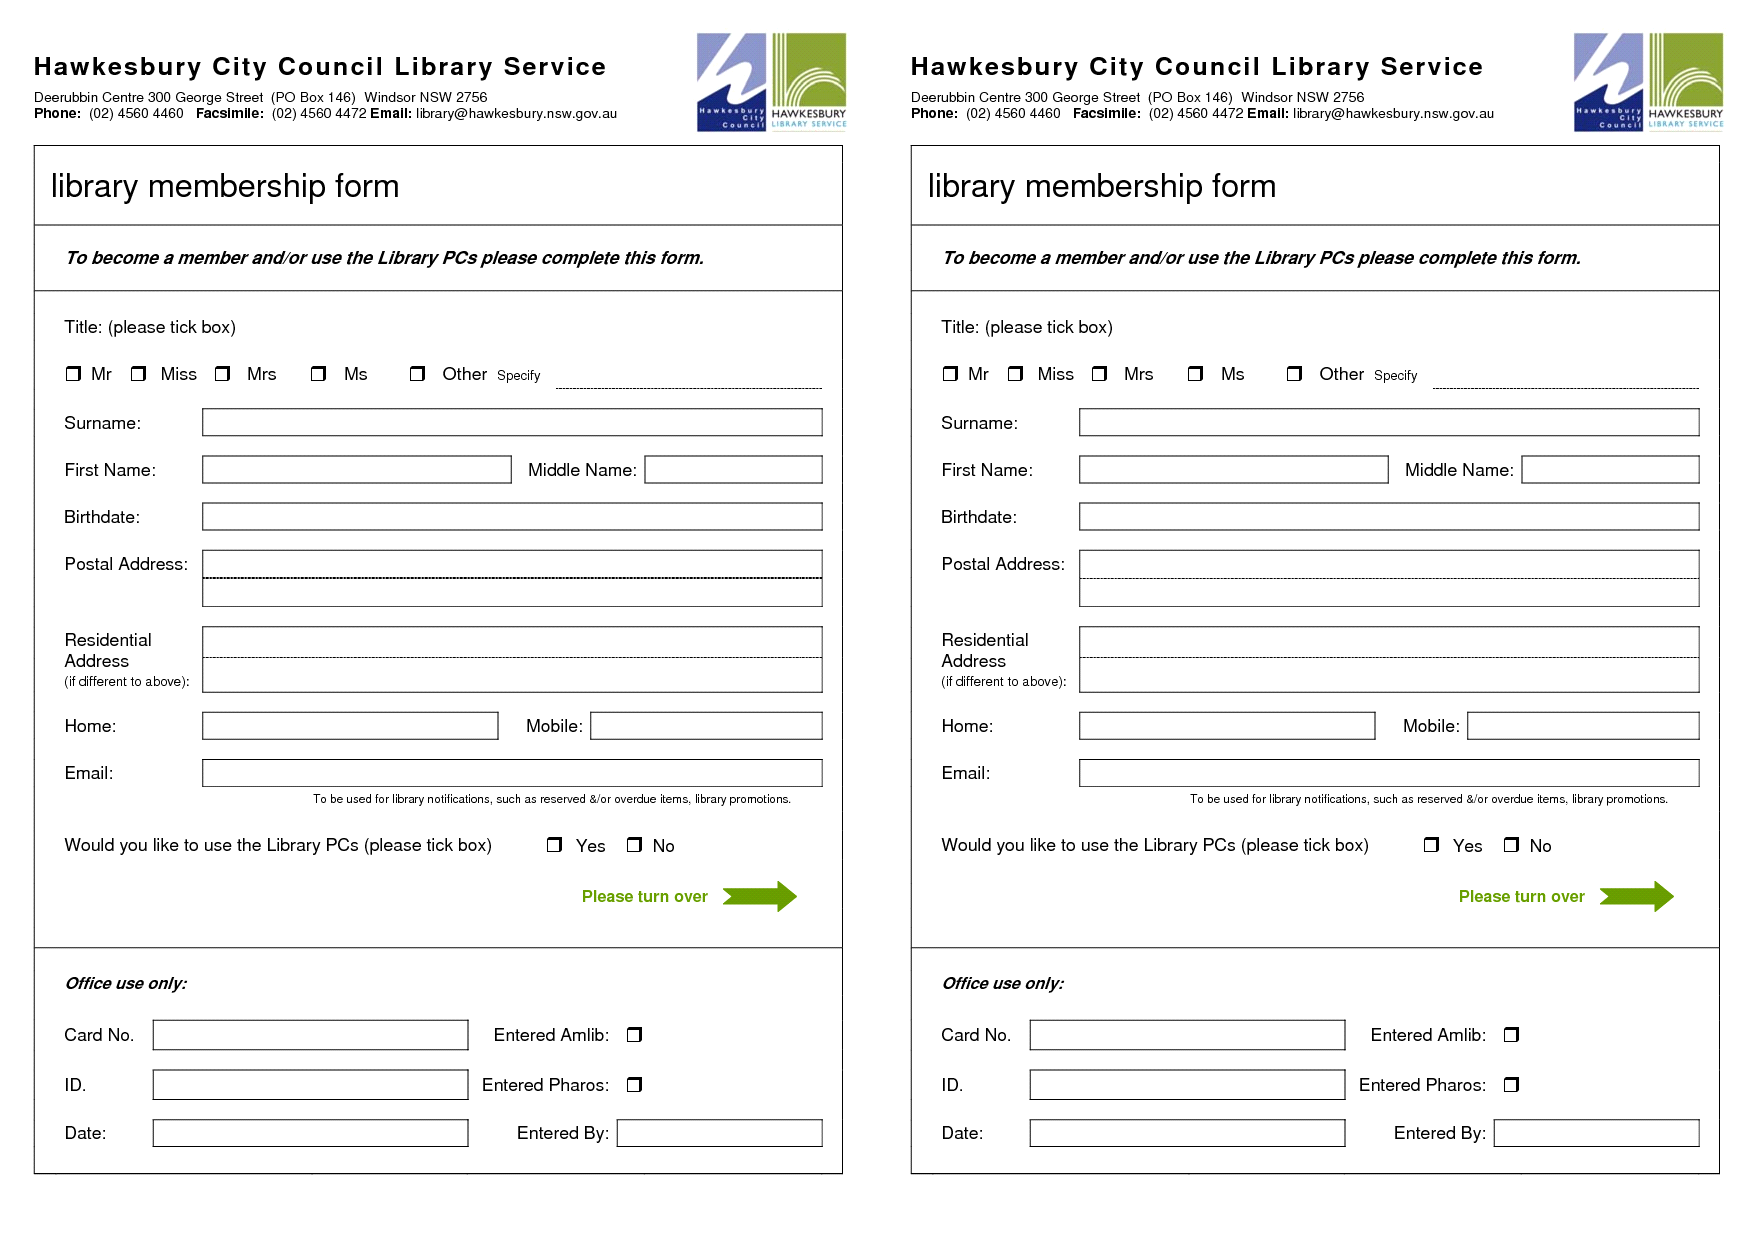 Hawkesbury City Council Library Service
Deerubbin Centre 300 George Street (PO Box 146) Windsor NSW 2756
Phone: (02) 4560 4460 Facsimile: (02) 4560 4472 Email: library@hawkesbury.nsw.gov.au
Hawkesbury
City
Council
HAWKESBURY
LIBRARY SERVICE
library membership form
To become a member and/or use the Library PCs please complete this form.
Title: (please tick box)
Mr Miss Mrs Ms Other Specify
Surname:
First Name: Middle Name:
Birthdate:
Postal Address:
Residential
Address
(if different to above):
Home: Mobile:
Email:
To be used for library notifications, such as reserved &/or overdue items, library promotions.
Would you like to use the Library PCs (please tick box) Yes No
Please turn over
Office use only:
Card No. Entered Amlib:
ID. Entered Pharos:
Date: Entered By:
Hawkesbury City Council Library Service
Deerubbin Centre 300 George Street (PO Box 146) Windsor NSW 2756
Phone: (02) 4560 4460 Facsimile: (02) 4560 4472 Email: library@hawkesbury.nsw.gov.au
Hawkesbury
City
Council
HAWKESBURY
LIBRARY SERVICE
library membership form
To become a member and/or use the Library PCs please complete this form.
Title: (please tick box)
Mr Miss Mrs Ms Other Specify
Surname:
First Name: Middle Name:
Birthdate:
Postal Address:
Residential
Address
(if different to above):
Home: Mobile:
Email:
To be used for library notifications, such as reserved &/or overdue items, library promotions.
Would you like to use the Library PCs (please tick box) Yes No
Please turn over
Office use only:
Card No. Entered Amlib:
ID. Entered Pharos:
Date: Entered By: